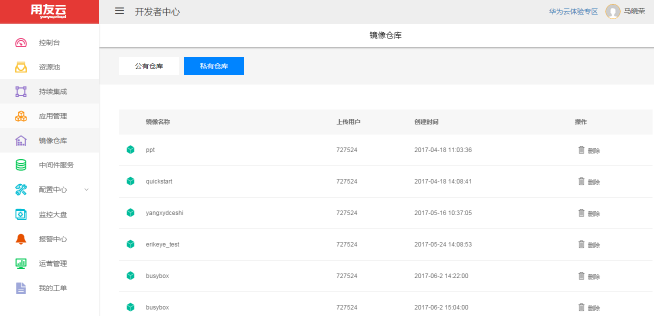 用友云
yonyouyun.com
开发者中心
华为云体验专区
马晓荣
控制台
资源池
持续集成
应用管理
镜像仓库
中间件服务
配置中心
监控大盘
报警中心
运营管理
我的工单
镜像仓库
公有仓库 私有仓库
镜像名称 上传用户 创建时间 操作
ppt 727524 2017-04-18 11:03:36 删除
quickstart 727524 2017-04-18 14:08:41 删除
yangxydceshi 727524 2017-05-16 10:37:05 删除
erikeye_test 727524 2017-05-24 14:08:53 删除
busybox 727524 2017-06-2 14:22:00 删除
busybox 727524 2017-06-2 15:04:00 删除